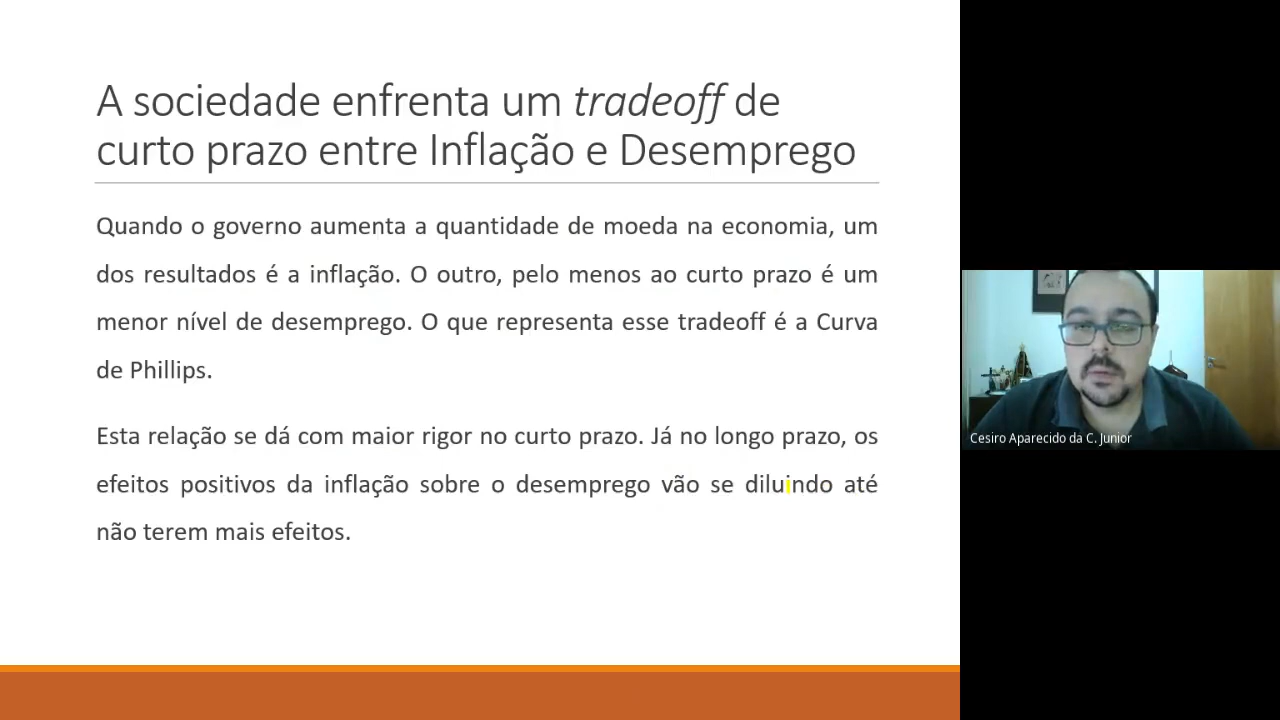 A sociedade enfrenta um tradeoff de
curto prazo entre Inflação e Desemprego
Quando o governo aumenta a quantidade de moeda na economia, um
dos resultados é a inflação. O outro, pelo menos ao curto prazo é um
menor nível de desemprego. O que representa esse tradeoff é a Curva
de Phillips.
Esta relação se dá com maior rigor no curto prazo. Já no longo prazo, os
efeitos positivos da inflação sobre o desemprego vão se diluindo até
não terem mais efeitos.
Cesiro Aparecido da C. Junior